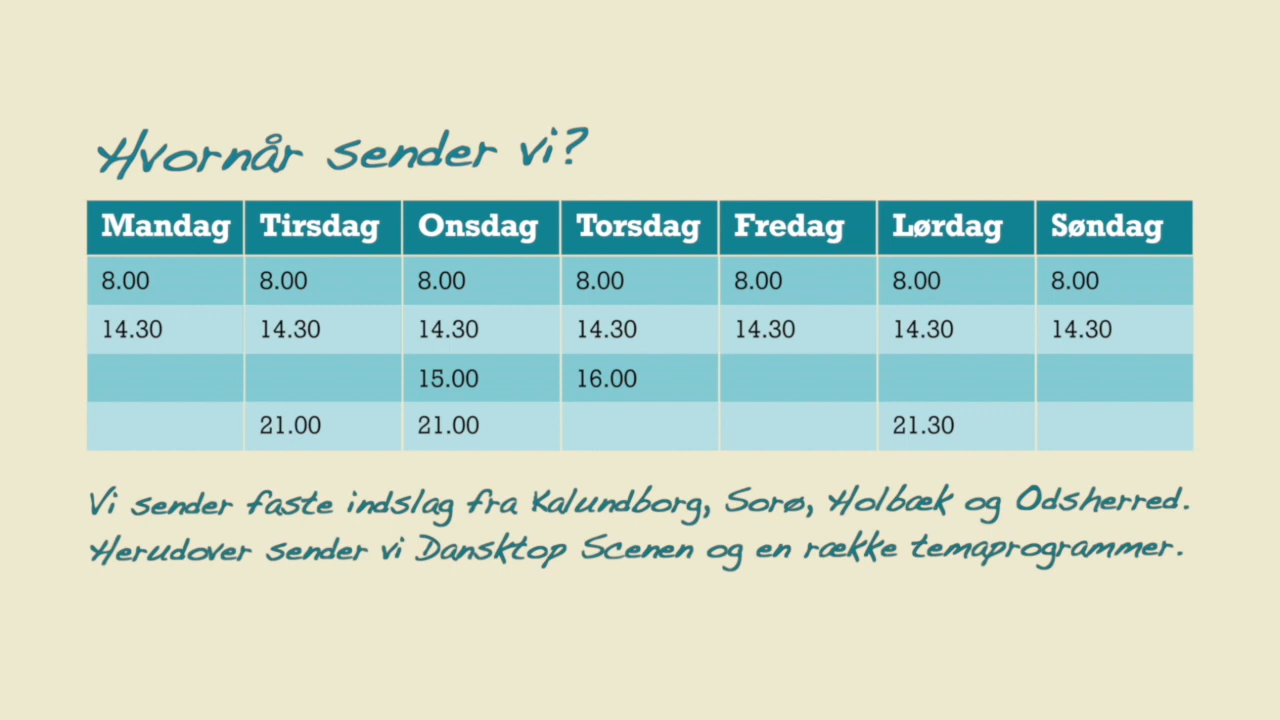 Hvornår sender vi?
Mandag Tirsdag Onsdag Torsdag Fredag Lørdag Søndag
8.00 8.00 8.00 8.00 8.00 8.00 8.00
14.30 14.30 14.30 14.30 14.30 14.30 14.30
15.00 16.00
21.00 21.00 21.30
Vi sender faste indslag fra Kalundborg, Sorø, Holbæk og Odsherred.
Herudover sender vi Dansktop Scenen og en række temaprogrammer.